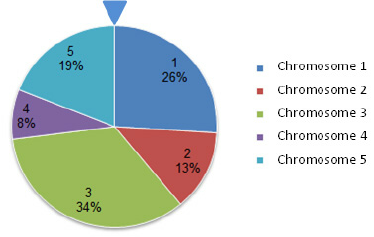 1
26%
2
13%
3
34%
4
8%
5
19%
Chromosome 1
Chromosome 2
Chromosome 3
Chromosome 4
Chromosome 5